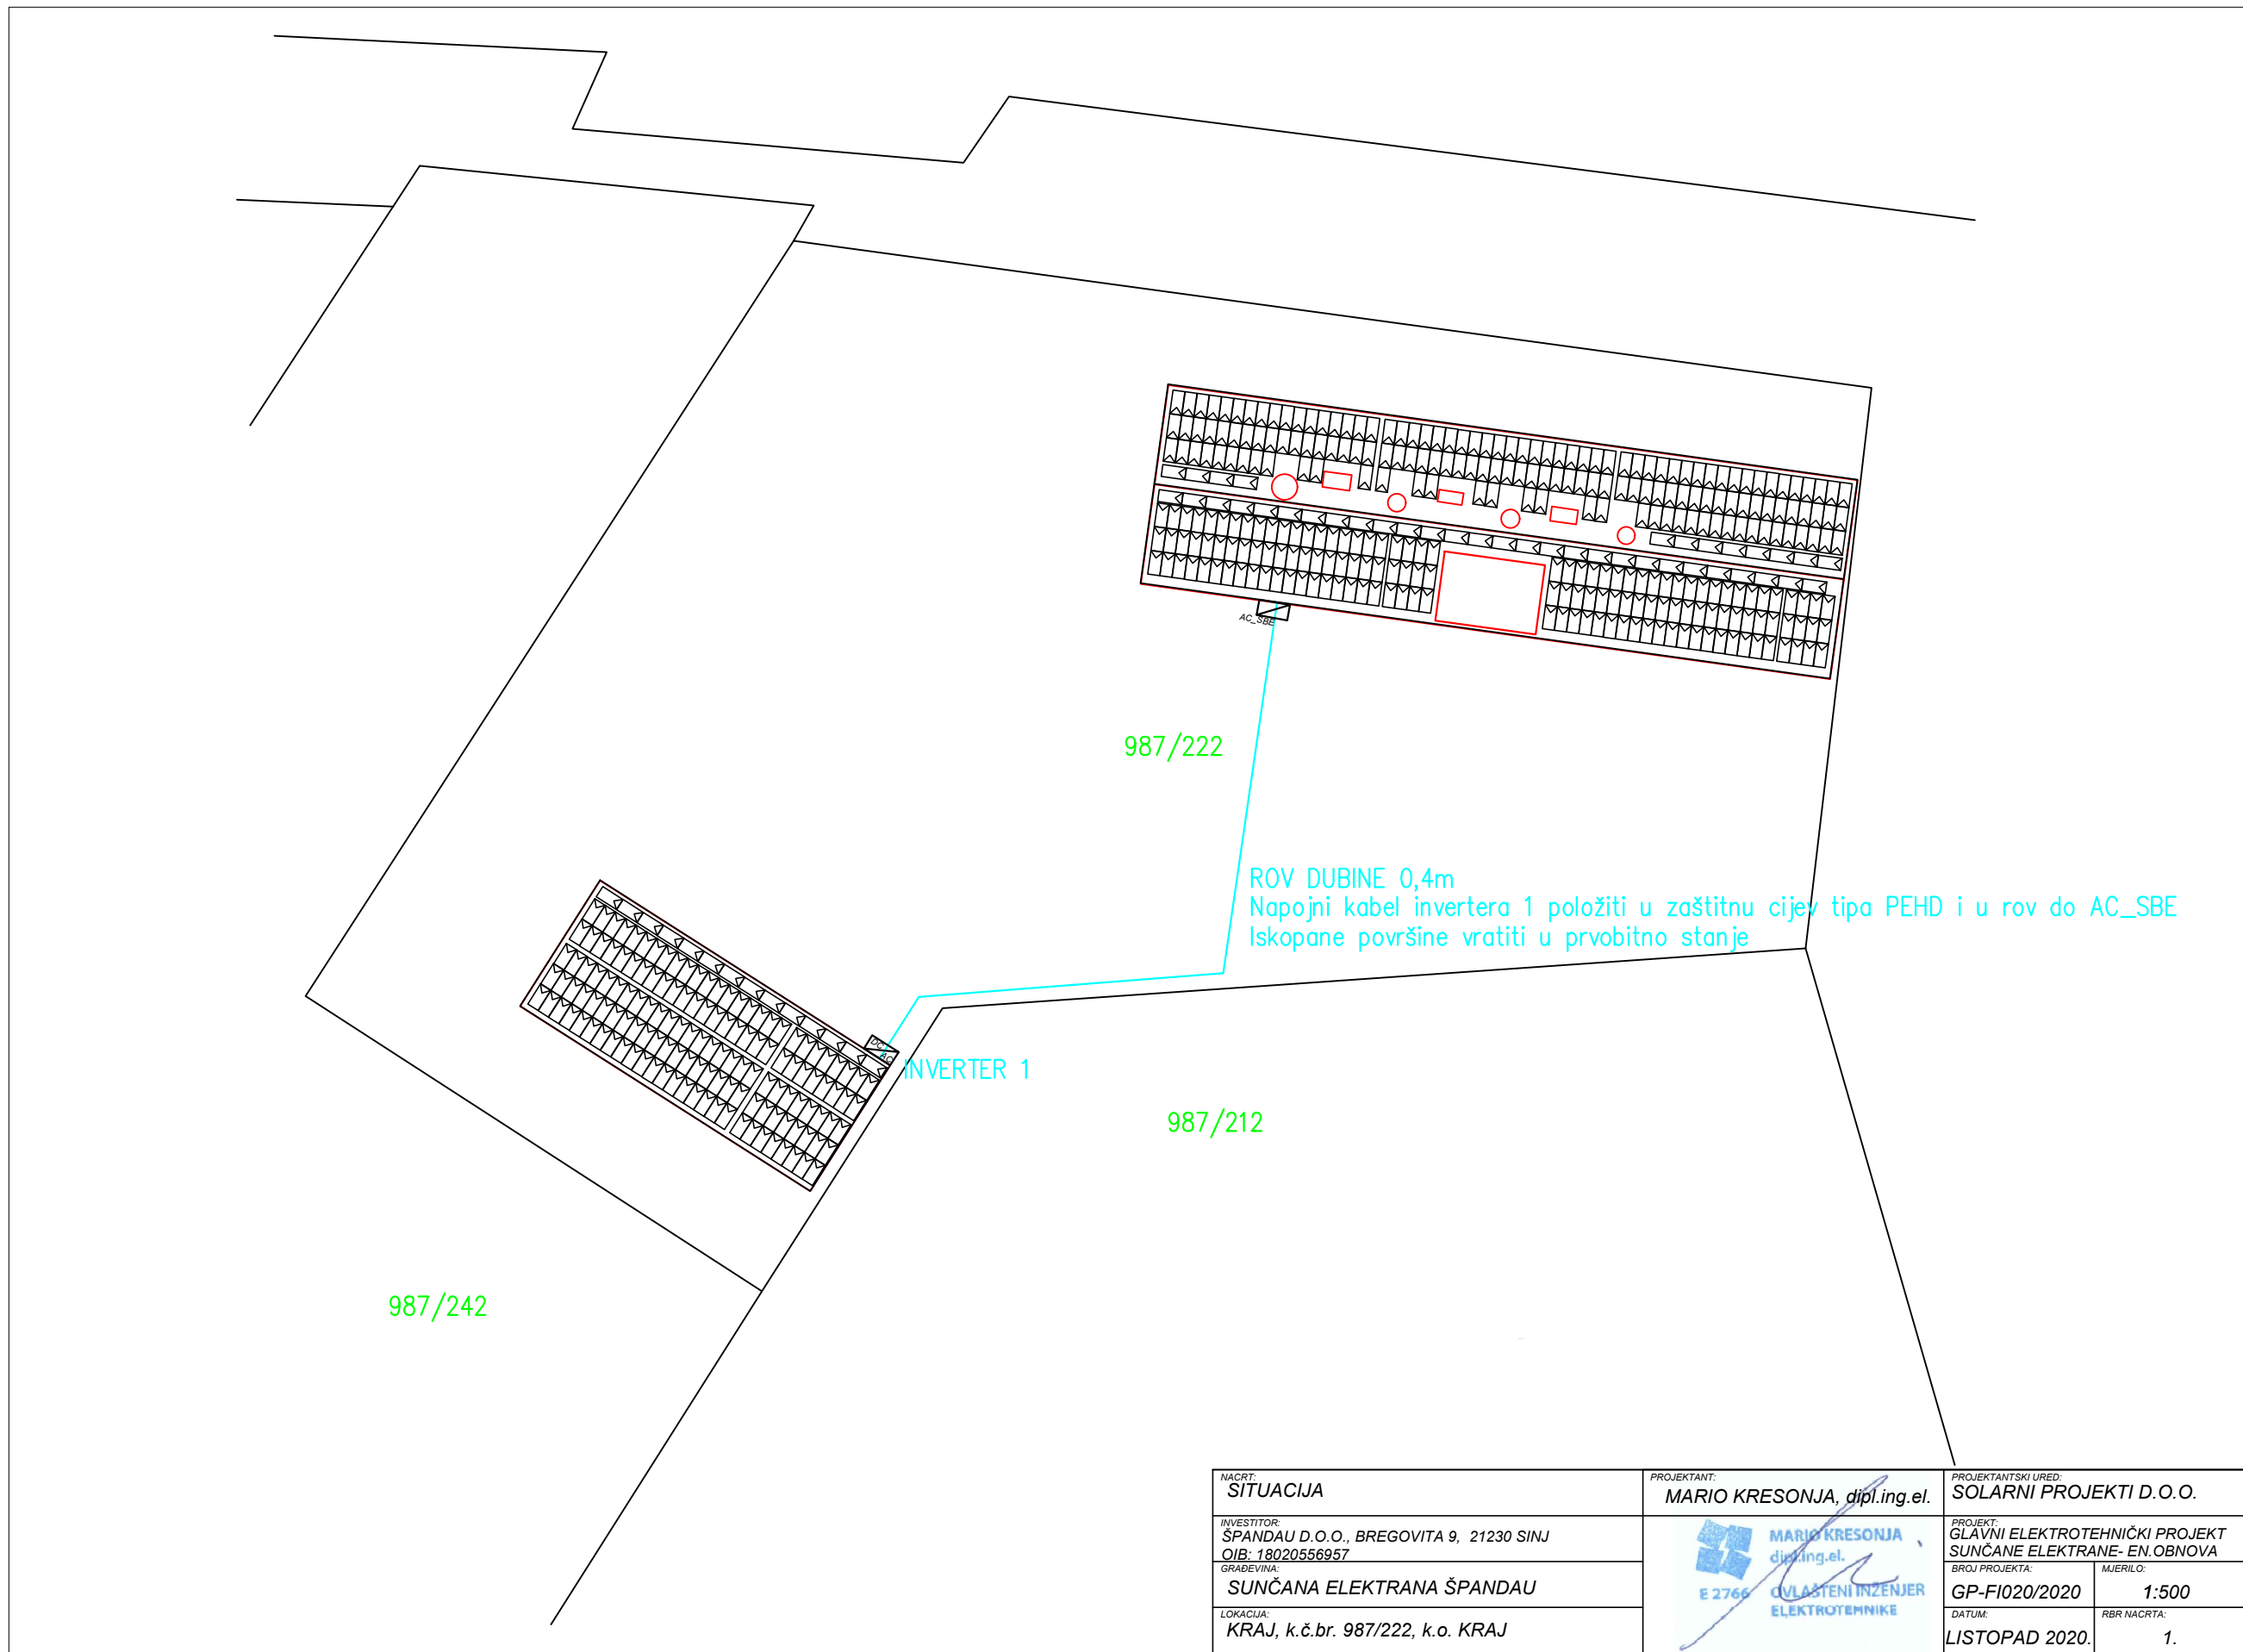 AC_SBE
987/222
ROV DUBINE 0,4m
Napojni kabel invertera 1 položiti u zaštitnu cijev tipa PEHD i u rov do AC_SBE
Iskopane površine vratiti u prvobitno stanje
DC
AC
INVERTER 1
987/212
987/242
NACRT:
SITUACIJA
INVESTITOR:
ŠPANDAU D.O.O., BREGOVITA 9, 21230 SINJ
OIB: 18020556957
GRAĐEVINA:
SUNČANA ELEKTRANA ŠPANDAU
LOKACIJA:
KRAJ, k.č.br. 987/222, k.o. KRAJ
PROJEKTANT:
MARIO KRESONJA, dipl.ing.el.
MARIO KRESONJA
dipl.ing.el.
E 2766 OVLAŠTENI INŽENJER
ELEKTROTEHNIKE
PROJEKTANTSKI URED:
SOLARNI PROJEKTI D.O.O.
PROJEKT:
GLAVNI ELEKTROTEHNIČKI PROJEKT
SUNČANE ELEKTRANE- EN.OBNOVA
BROJ PROJEKTA:
GP-FI020/2020
MJERILO:
1:500
DATUM:
LISTOPAD 2020.
RBR NACRTA:
1.